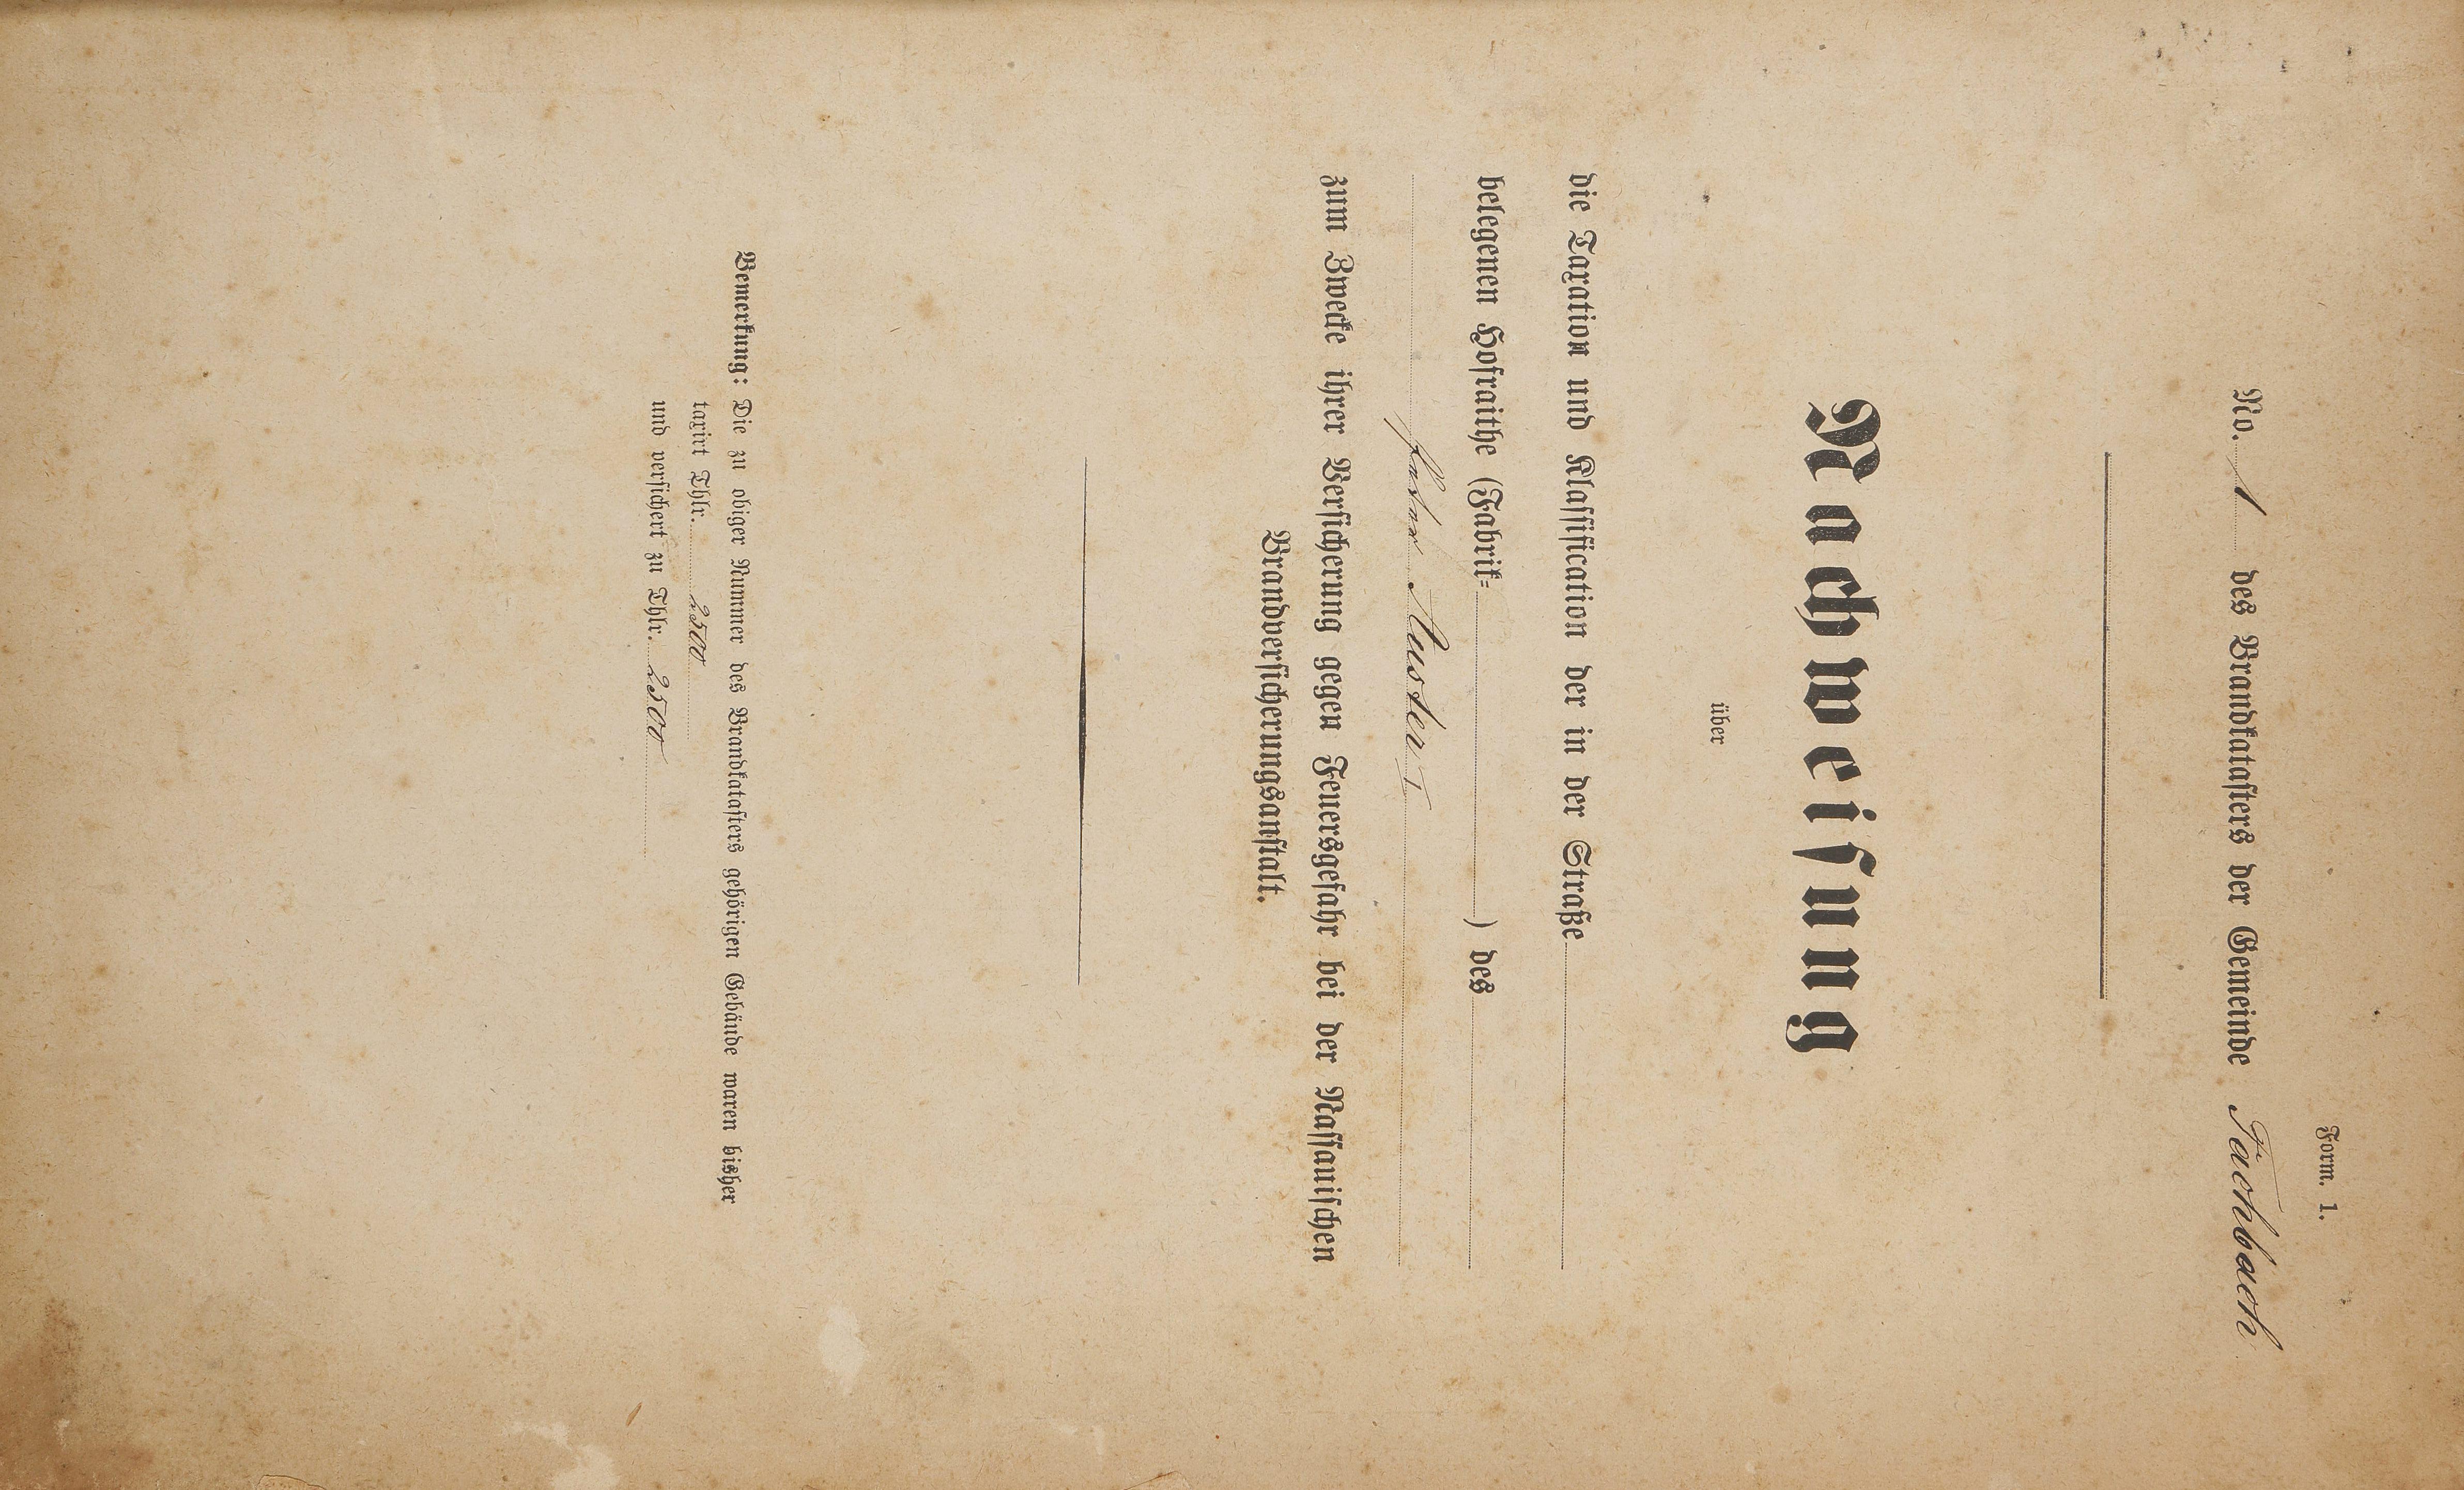 Form. 1.
No. 1 des Brandkatasters der Gemeinde Fachbach
Nachweisung
über
die Taxation und Klassification der in der Straße
belegenen Hofraithe (Fabrik= ) des
zum Zwecke ihrer Versicherung gegen Feuersgefahr bei der Nassauischen
Brandversicherungsanstalt.
Bemerkung: Die zu obiger Nummer des Brandkatasters gehörigen Gebäude waren bisher
taxirt Thlr. 2500
und versichert zu Thlr. 2500